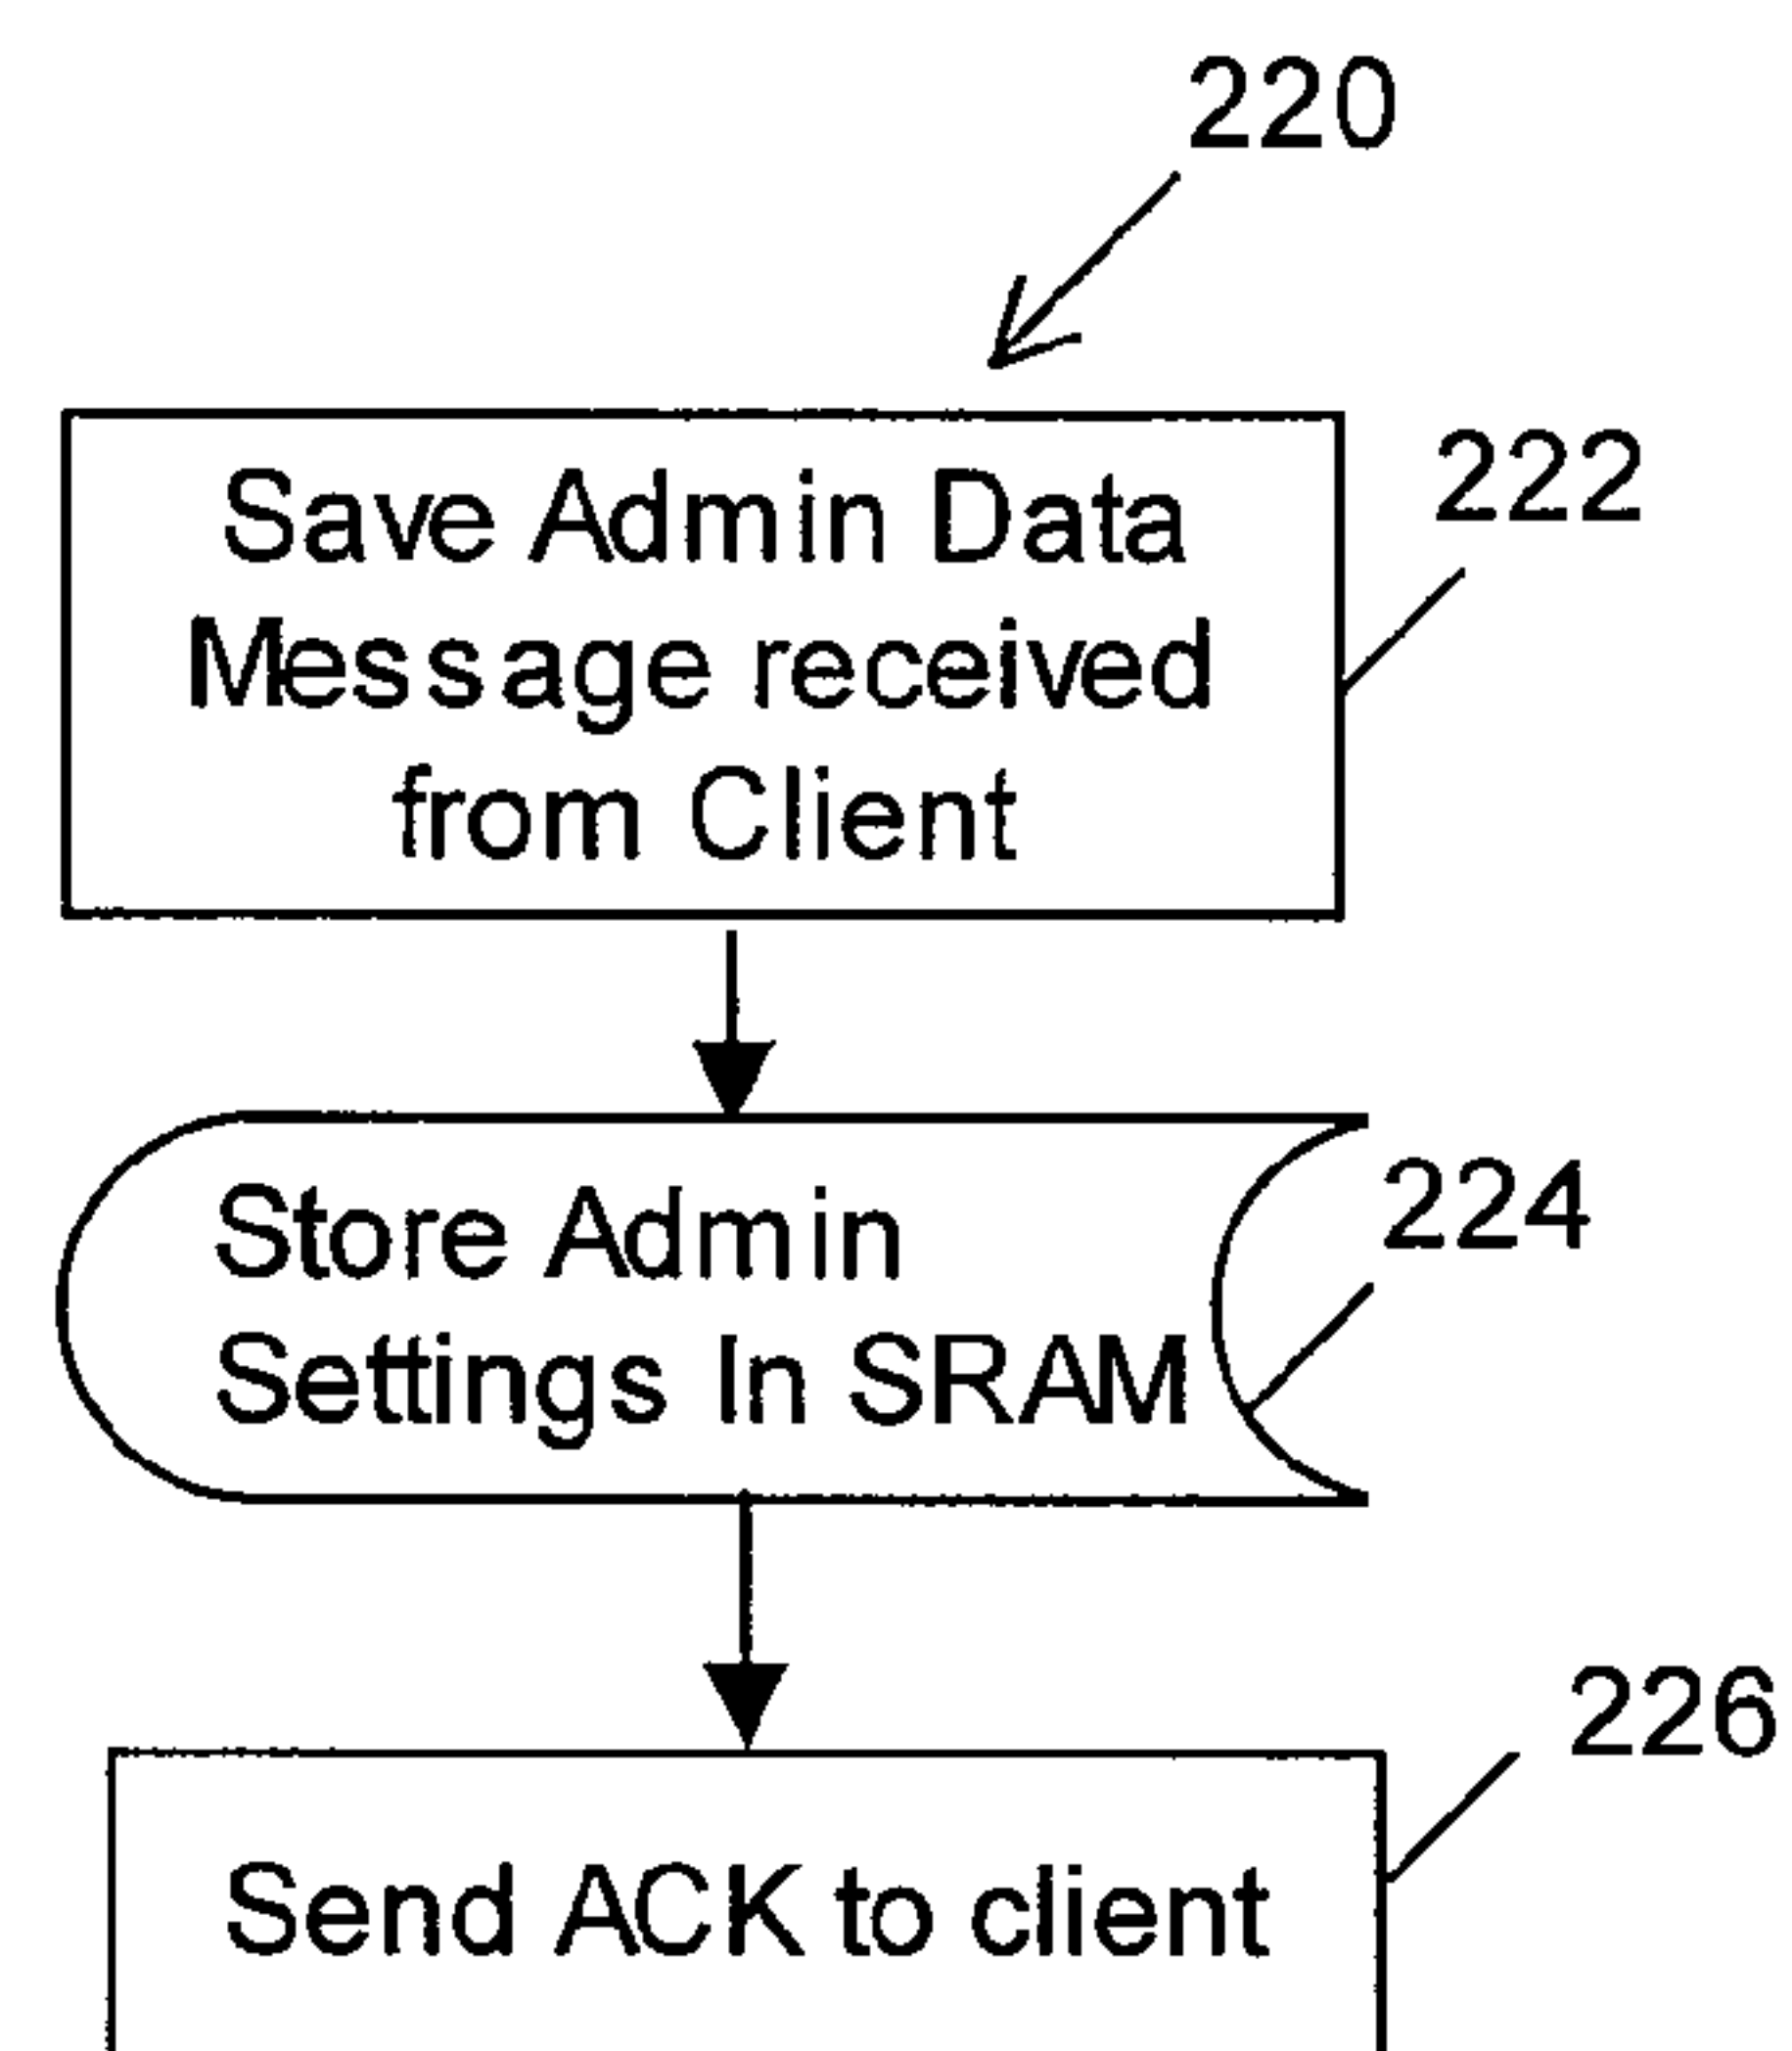 220
Save Admin Data
Message received
from Client
222
Store Admin
Settings In SRAM
224
226
Send ACK to client